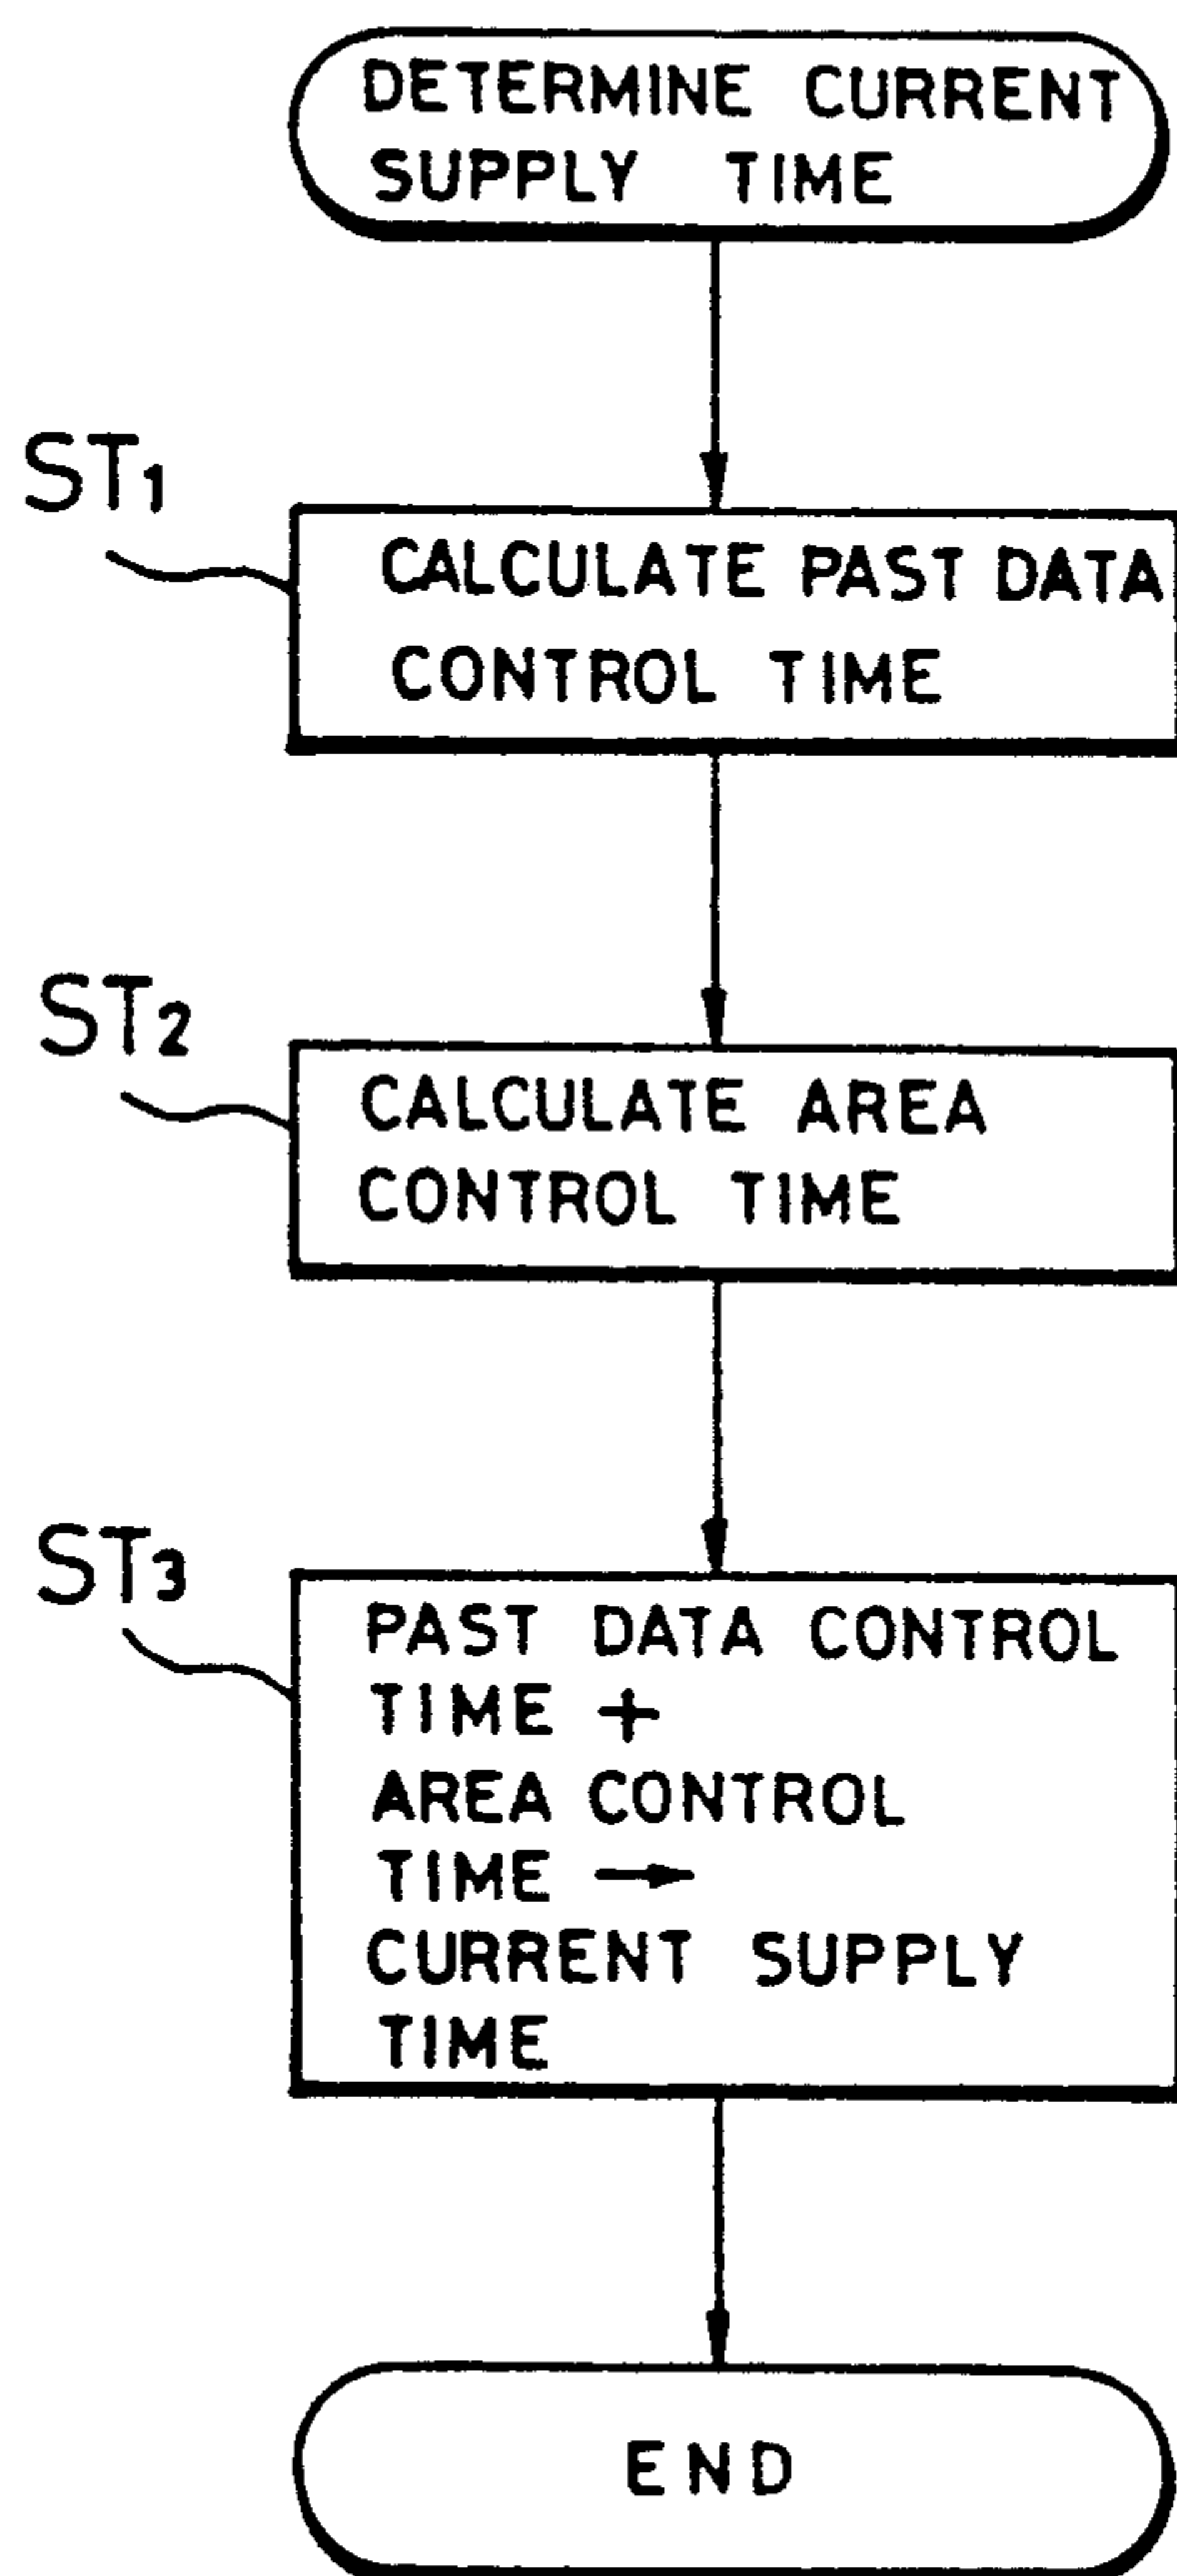 DETERMINE CURRENT
SUPPLY TIME
ST1
CALCULATE PAST DATA
CONTROL TIME
ST2
CALCULATE AREA
CONTROL TIME
ST3
PAST DATA CONTROL
TIME +
AREA CONTROL
TIME →
CURRENT SUPPLY
TIME
END